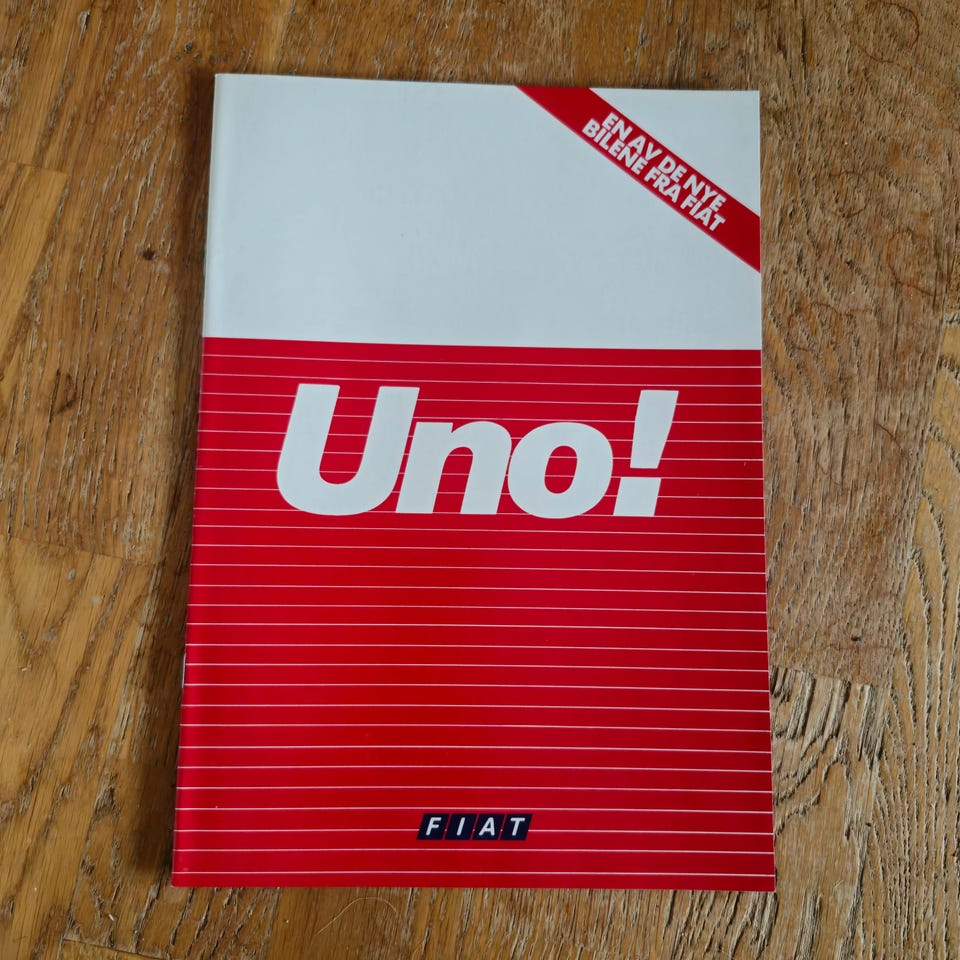 EN AV DE NYE
BILENE FRA FIAT
Uno!
FIAT